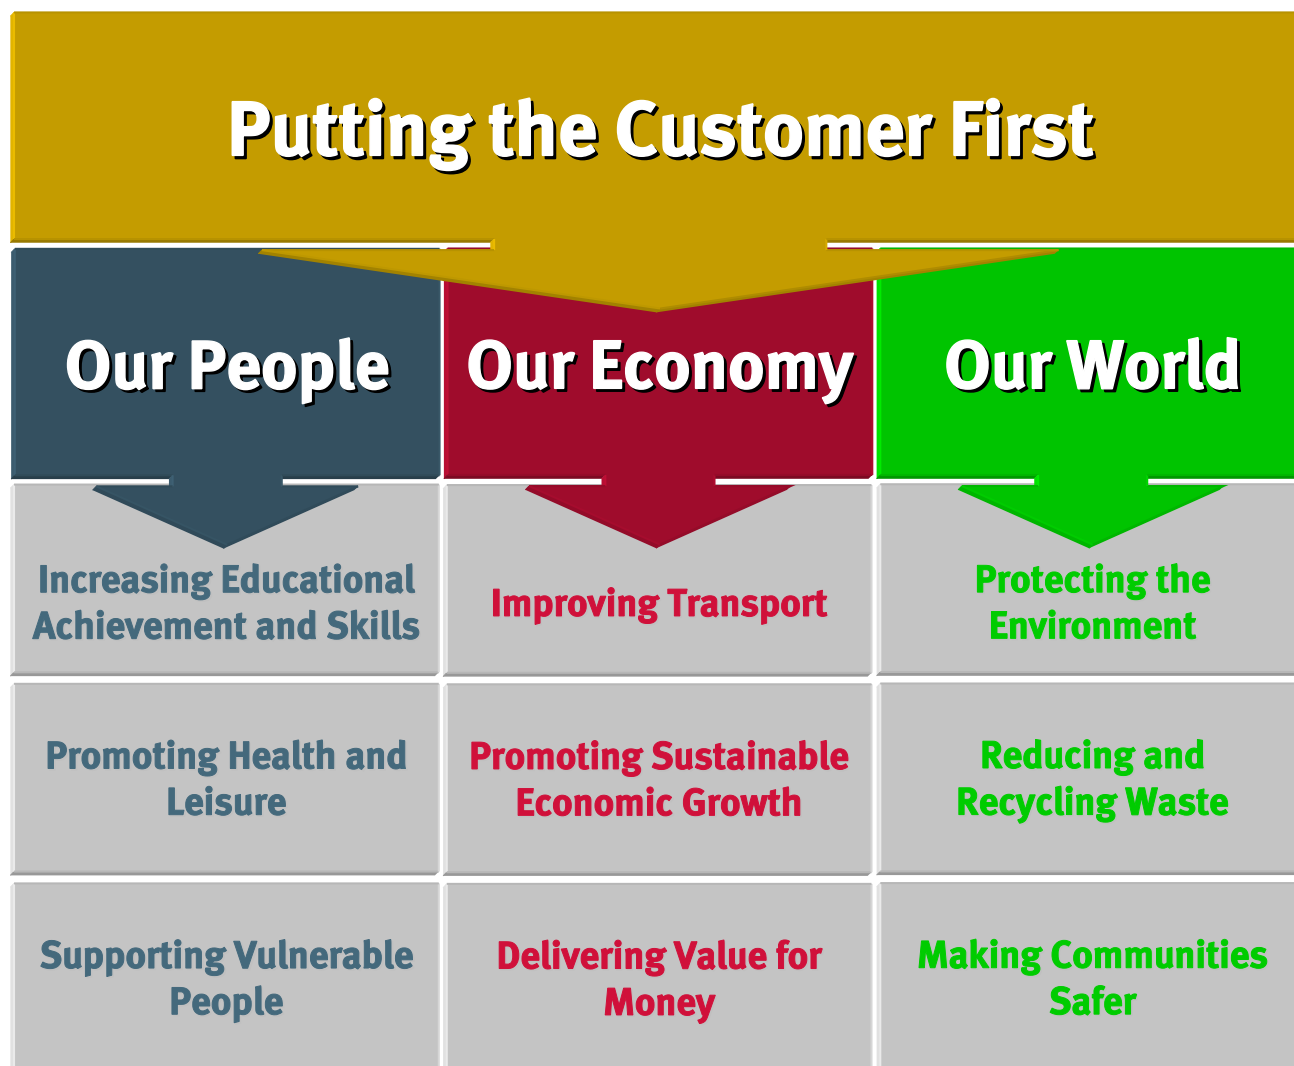 Putting the Customer First
Our People
Our Economy
Our World
Increasing Educational
Achievement and Skills
Improving Transport
Protecting the
Environment
Promoting Health and
Leisure
Promoting Sustainable
Economic Growth
Reducing and
Recycling Waste
Supporting Vulnerable
People
Delivering Value for
Money
Making Communities
Safer